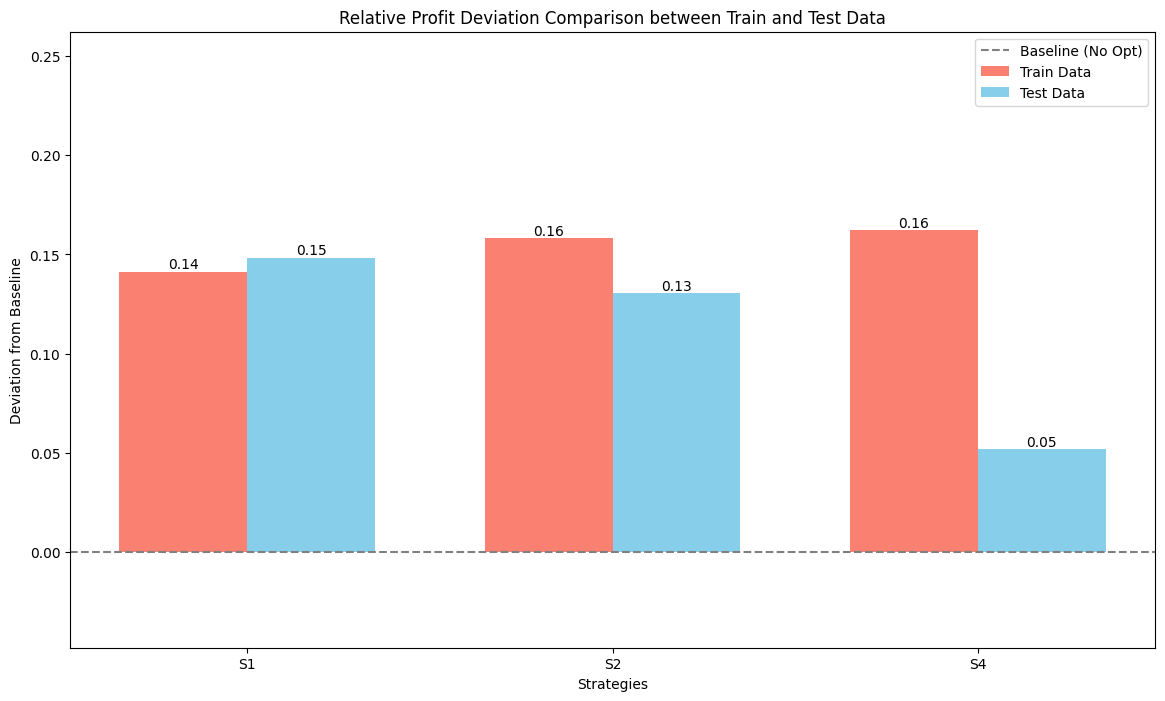 Relative Profit Deviation Comparison between Train and Test Data
Baseline (No Opt)
Train Data
Test Data
Deviation from Baseline
0.25
0.20
0.15
0.10
0.05
0.00
0.14
0.15
0.16
0.13
0.16
0.05
S1
S2
S4
Strategies